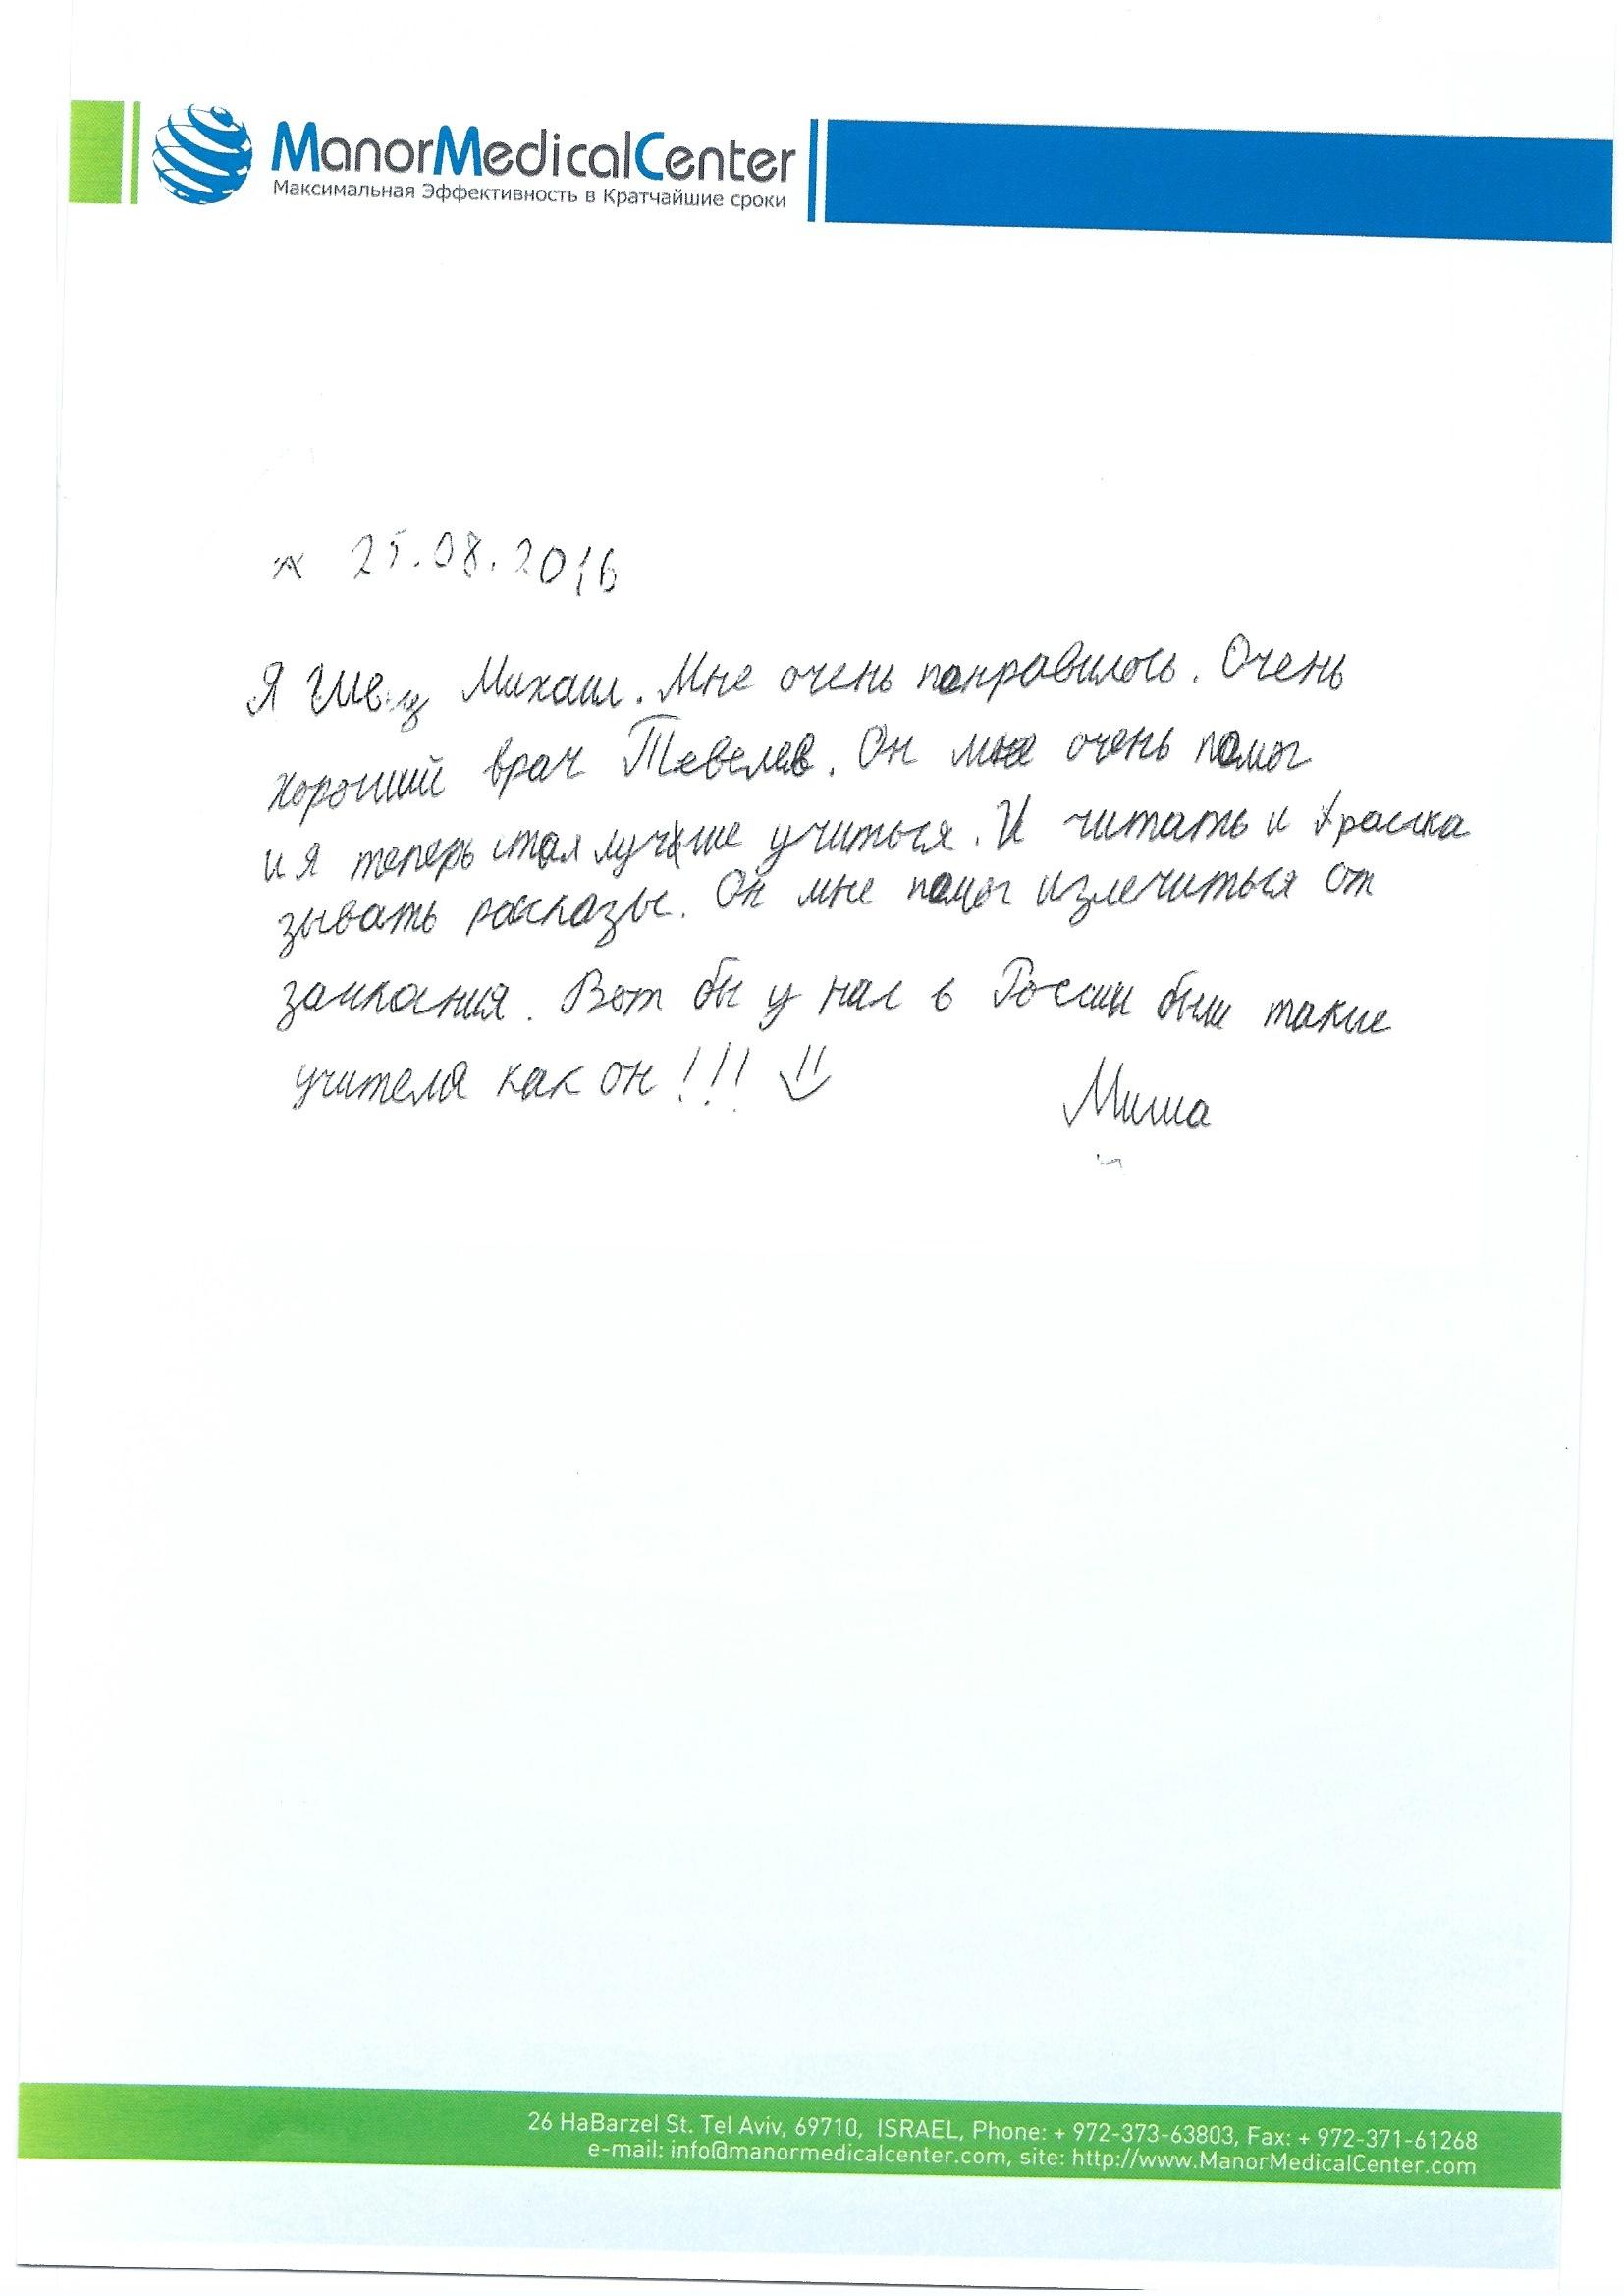 ManorMedicalCenter
Максимальная Эффективность в Кратчайшие сроки
25.08.2016
Я Михаил. Мне очень понравилось. Очень
хороший врач Тевелев. Он мне очень помог
и я теперь стал лучше учиться. И читать и расска
зывать рассказы. Он мне помог излечиться от
заикания. Вот бы у нас в России были такие
учителя как он!!!
Миша
26 HaBarzel St. Tel Aviv, 69710, ISRAEL, Phone: + 972-373-63803, Fax: + 972-371-61268
e-mail: info@manormedicalcenter.com, site: http://www.ManorMedicalCenter.com